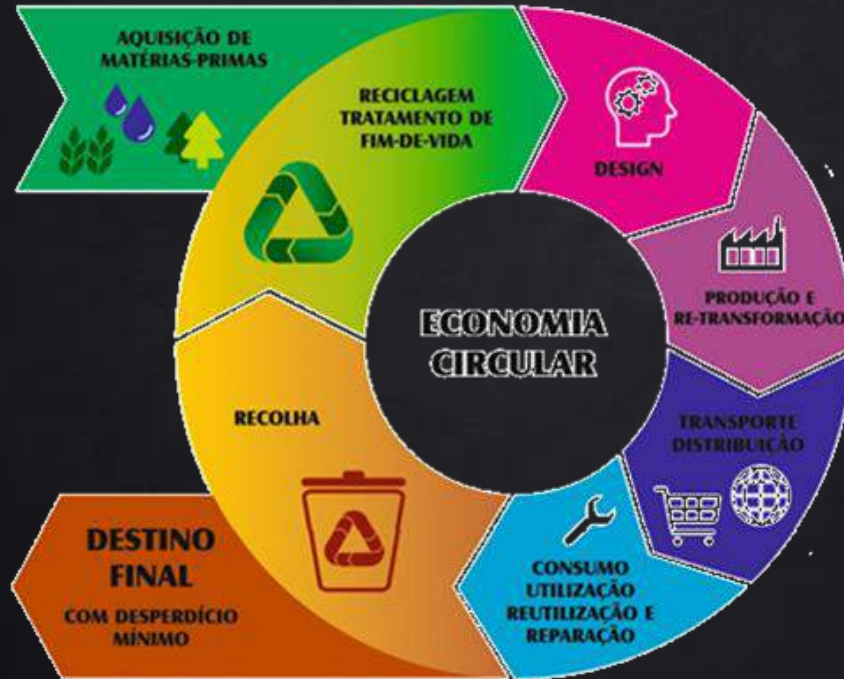 AQUISIÇÃO DE
MATÉRIAS-PRIMAS
RECICLAGEM
TRATAMENTO DE
FIM-DE-VIDA
DESIGN
PRODUÇÃO E
RE-TRANSFORMAÇÃO
TRANSPORTE
DISTRIBUIÇÃO
CONSUMO
UTILIZAÇÃO
REUTILIZAÇÃO E
REPARAÇÃO
RECOLHA
DESTINO
FINAL
COM DESPERDÍCIO
MÍNIMO
ECONOMIA
CIRCULAR